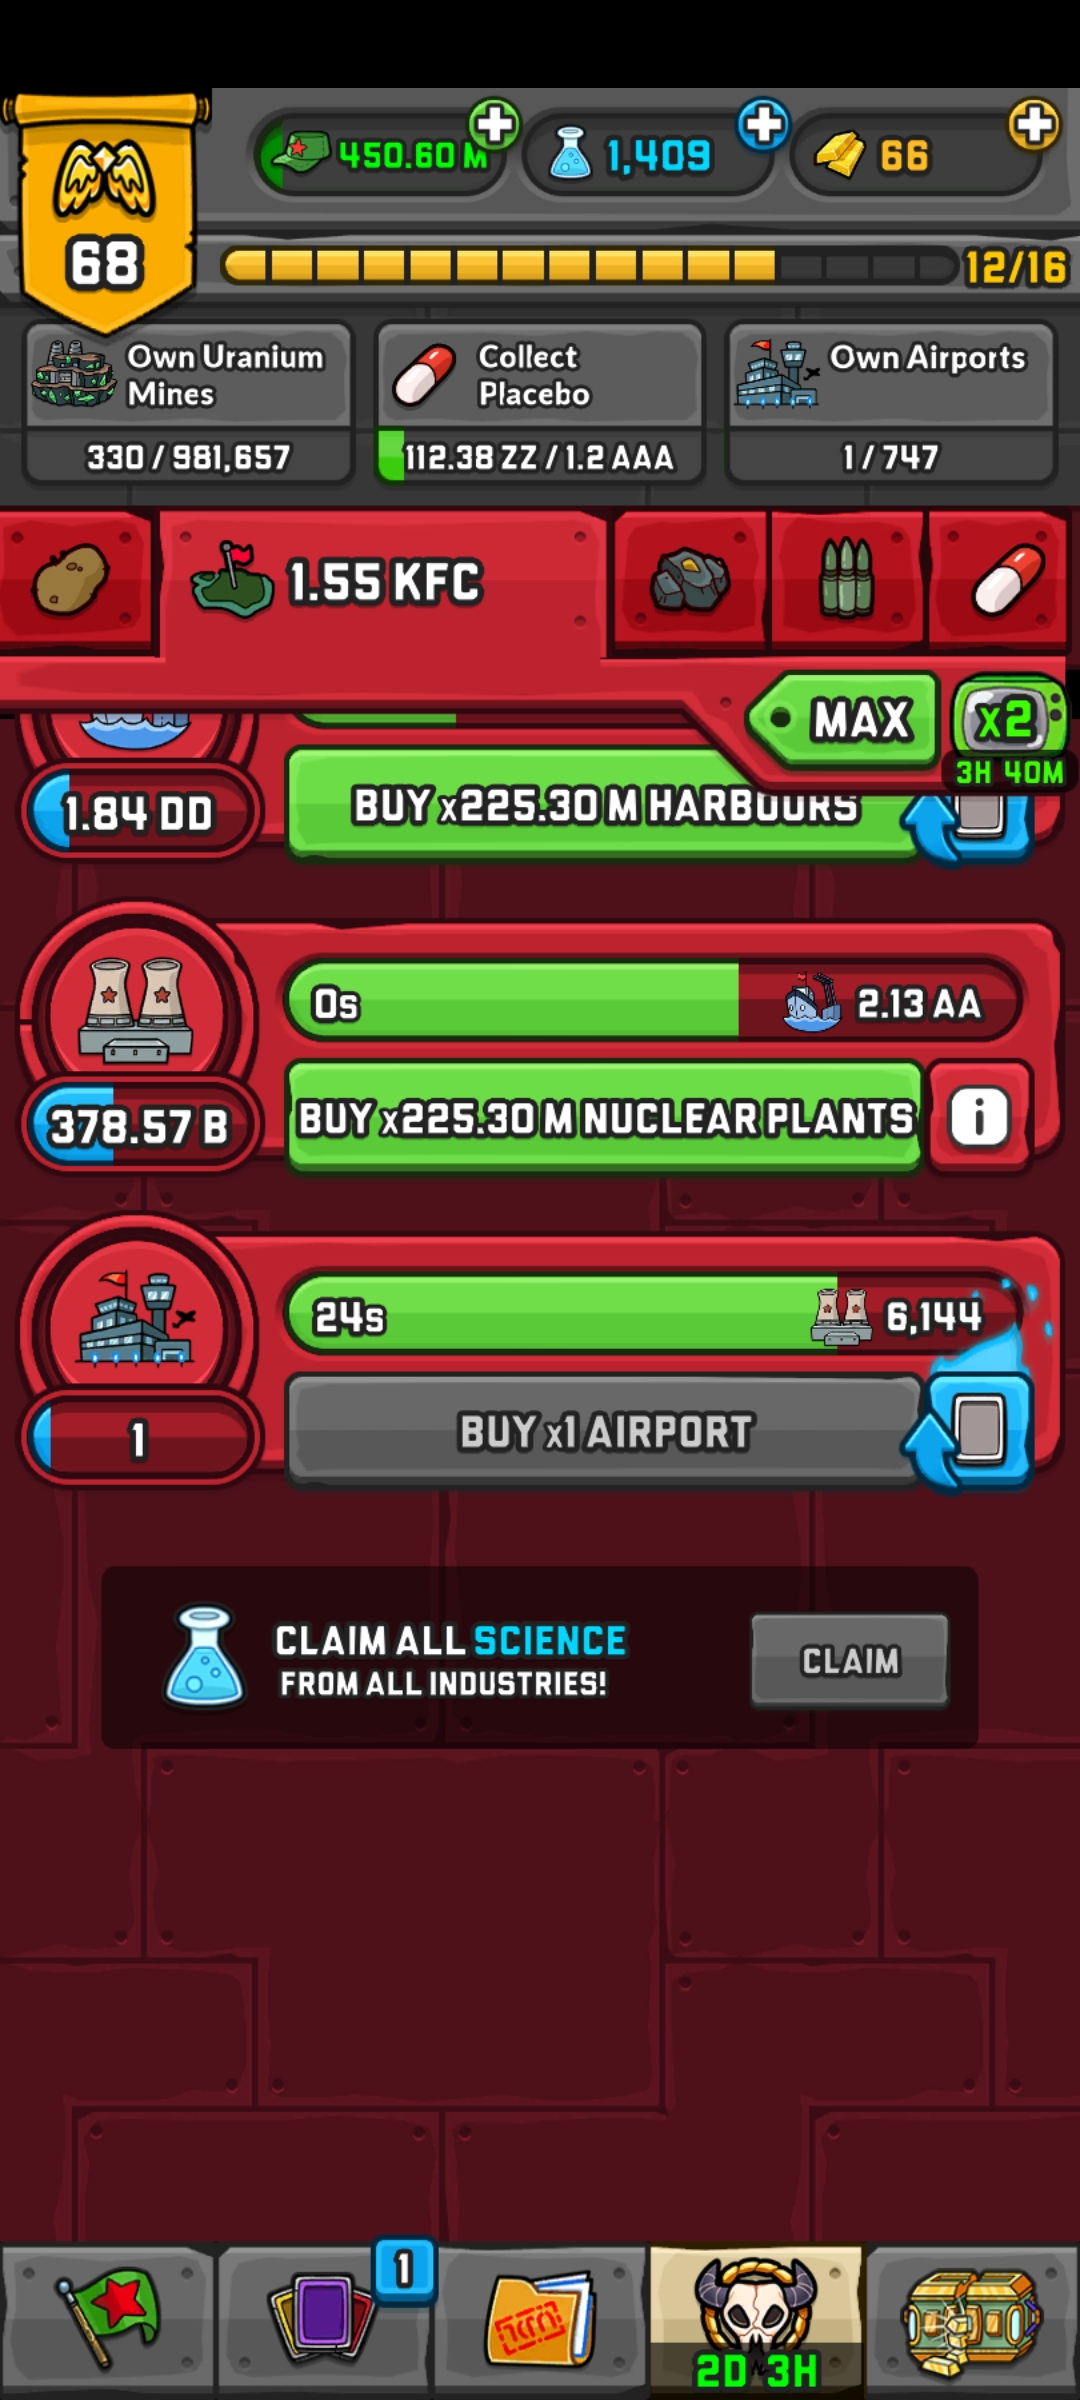 450.60 M
1,409
66
68
12/16
Own Uranium
Mines
330 / 981,657
Collect
Placebo
112.38 ZZ / 1.2 AAA
Own Airports
1 / 747
1.55 KFC
MAX
x2
3H 40M
1.84 DD
BUY x225.30 M HARBOURS
0s
2.13 AA
378.57 B
BUY x225.30 M NUCLEAR PLANTS
i
24s
6,144
1
BUY x1 AIRPORT
CLAIM ALL SCIENCE
FROM ALL INDUSTRIES!
CLAIM
1
2D 3H